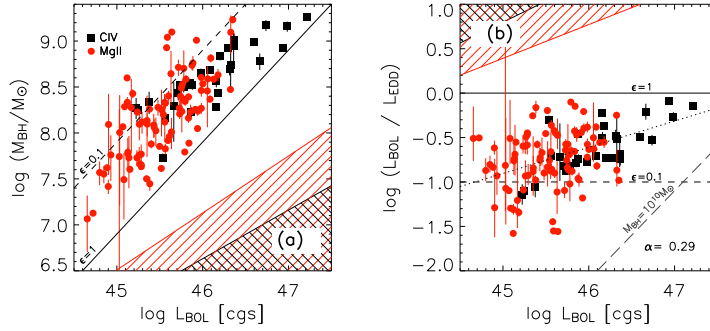 CIV
MgII
ε=0.1
ε=1
(a)
log (M_BH/M⊙)
9.0
8.5
8.0
7.5
7.0
6.5
45
46
47
log L_BOL [cgs]
(b)
ε=1
ε=0.1
M_BH=10^10M⊙
α= 0.29
log (L_BOL / L_EDD)
1.0
0.5
0.0
−0.5
−1.0
−1.5
−2.0
45
46
47
log L_BOL [cgs]